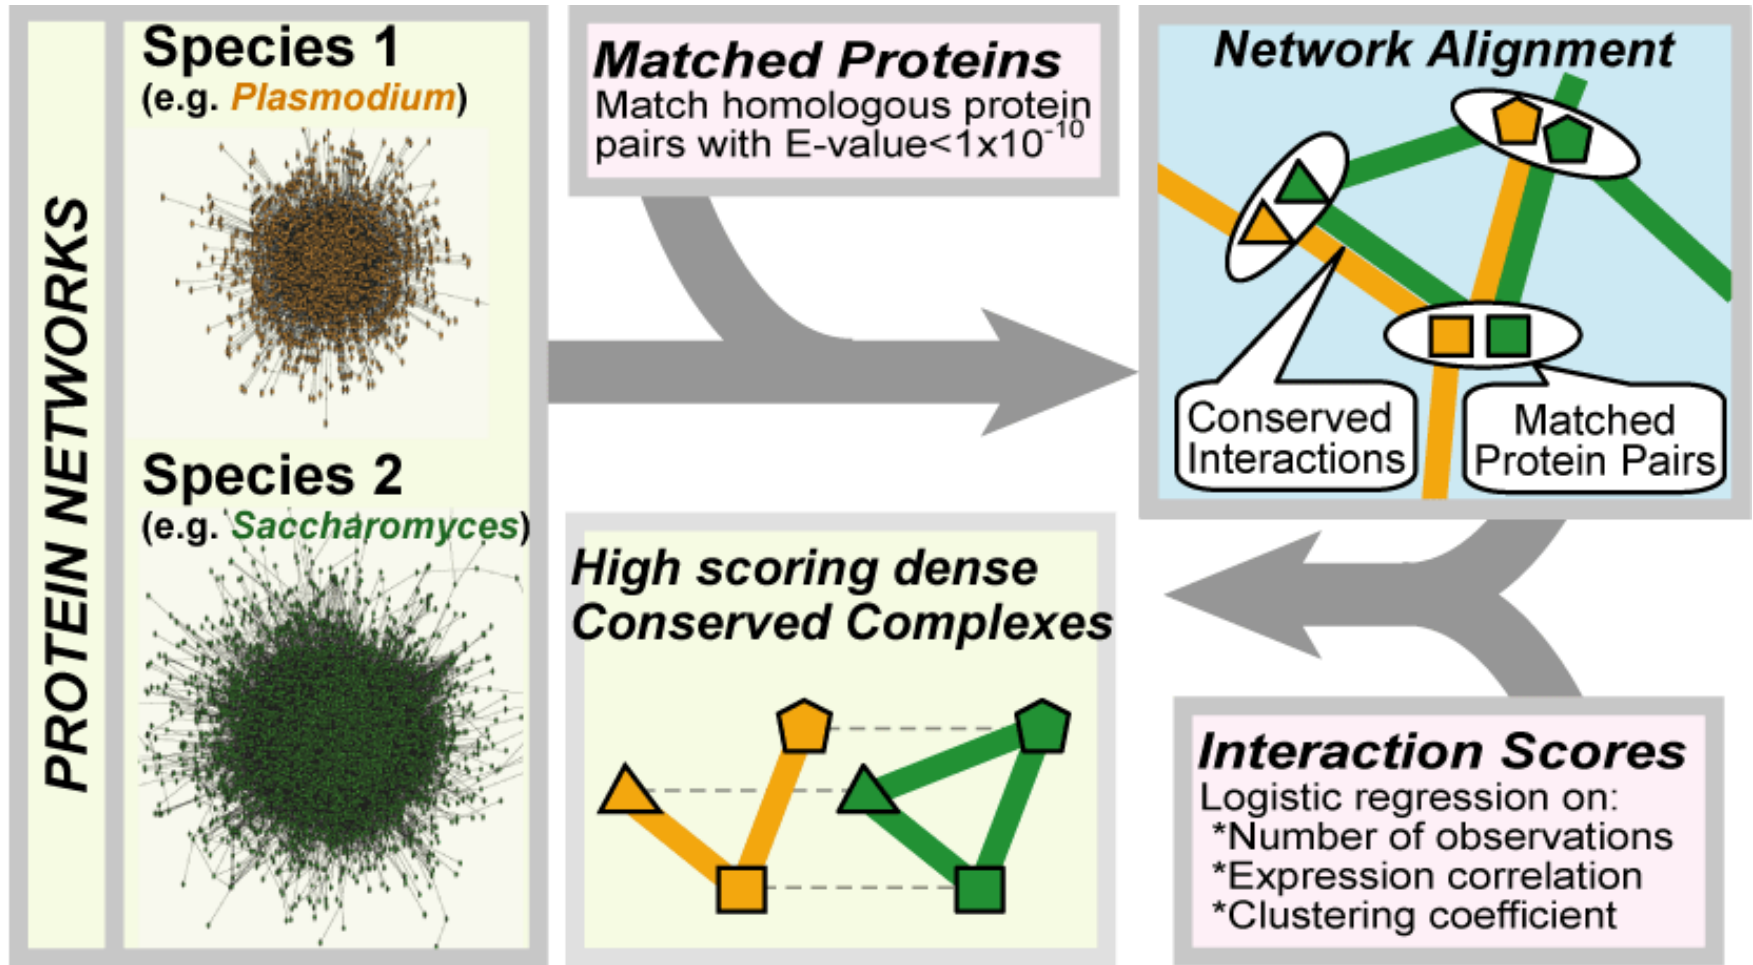 PROTEIN NETWORKS
Species 1
(e.g. Plasmodium)
Species 2
(e.g. Saccharomyces)
Matched Proteins
Match homologous protein
pairs with E-value<1x10⁻¹⁰
Network Alignment
Conserved
Interactions
Matched
Protein Pairs
Interaction Scores
Logistic regression on:
*Number of observations
*Expression correlation
*Clustering coefficient
High scoring dense
Conserved Complexes